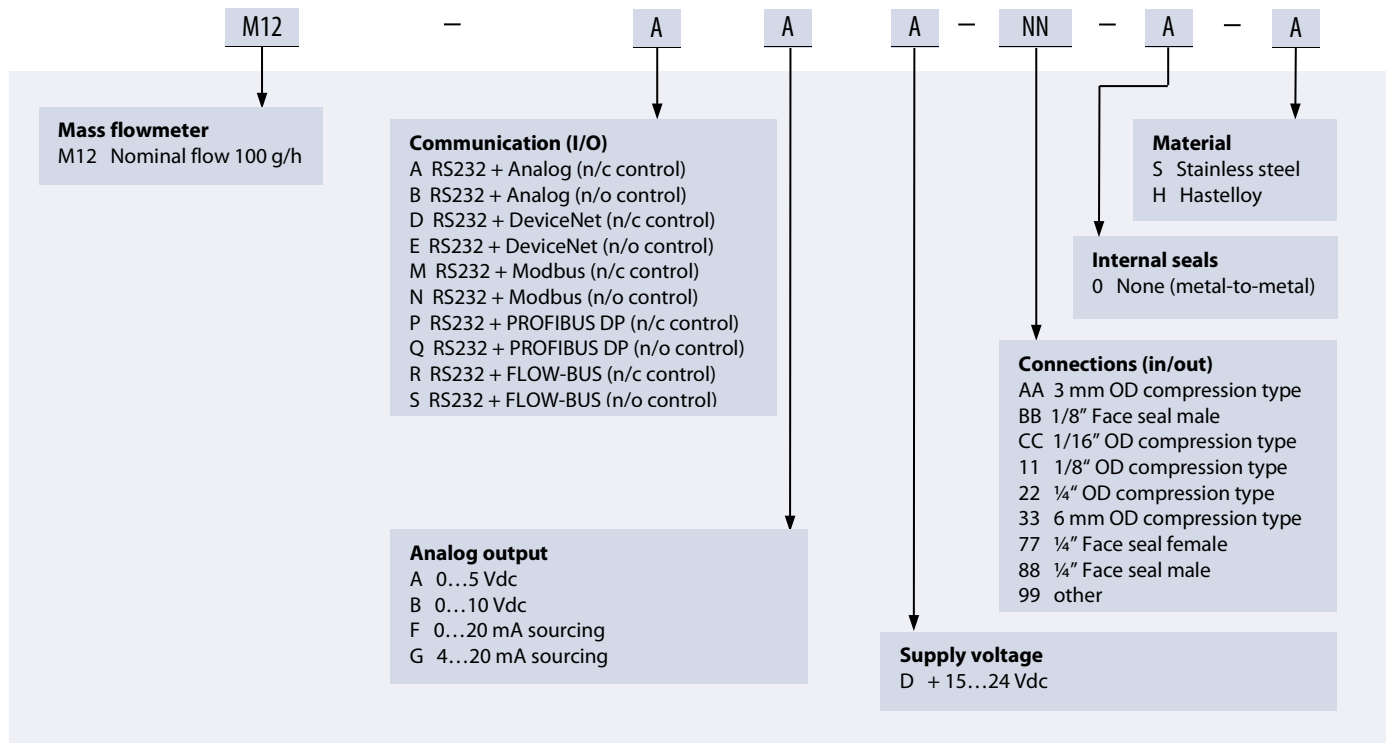 M12 – A A A – NN – A – A
Mass flowmeter
M12 Nominal flow 100 g/h
Communication (I/O)
A RS232 + Analog (n/c control)
B RS232 + Analog (n/o control)
D RS232 + DeviceNet (n/c control)
E RS232 + DeviceNet (n/o control)
M RS232 + Modbus (n/c control)
N RS232 + Modbus (n/o control)
P RS232 + PROFIBUS DP (n/c control)
Q RS232 + PROFIBUS DP (n/o control)
R RS232 + FLOW-BUS (n/c control)
S RS232 + FLOW-BUS (n/o control)
Analog output
A 0…5 Vdc
B 0…10 Vdc
F 0…20 mA sourcing
G 4…20 mA sourcing
Material
S Stainless steel
H Hastelloy
Internal seals
0 None (metal-to-metal)
Connections (in/out)
AA 3 mm OD compression type
BB 1/8” Face seal male
CC 1/16” OD compression type
11 1/8“ OD compression type
22 ¼“ OD compression type
33 6 mm OD compression type
77 ¼” Face seal female
88 ¼” Face seal male
99 other
Supply voltage
D + 15…24 Vdc